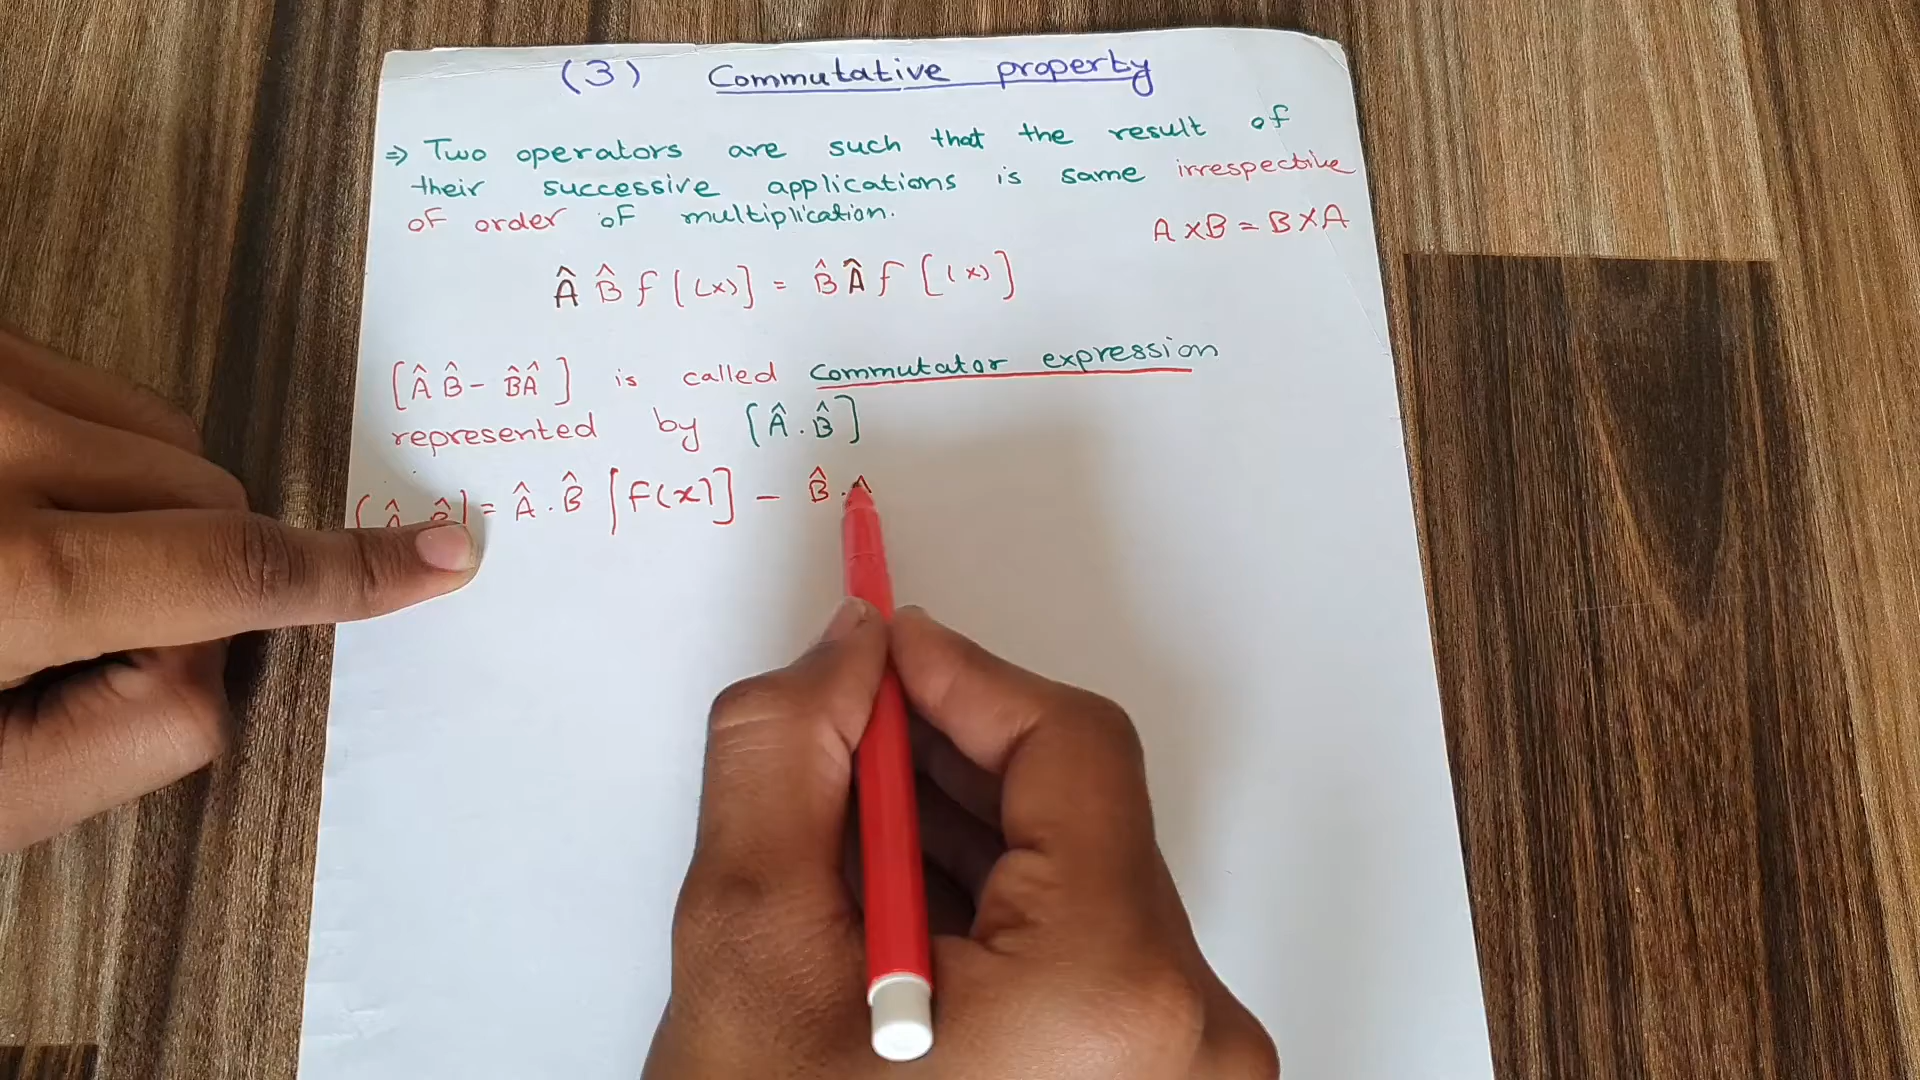 (3) Commutative property
⇒ Two operators are such that the result of
their successive applications is same irrespective
of order of multiplication.
A×B = B×A
Â B̂ f[(x)] = B̂ Â f[(x)]
[Â B̂ - B̂Â] is called commutator expression
represented by [Â . B̂]
[Â B̂] = Â . B̂ [f(x)] - B̂ .